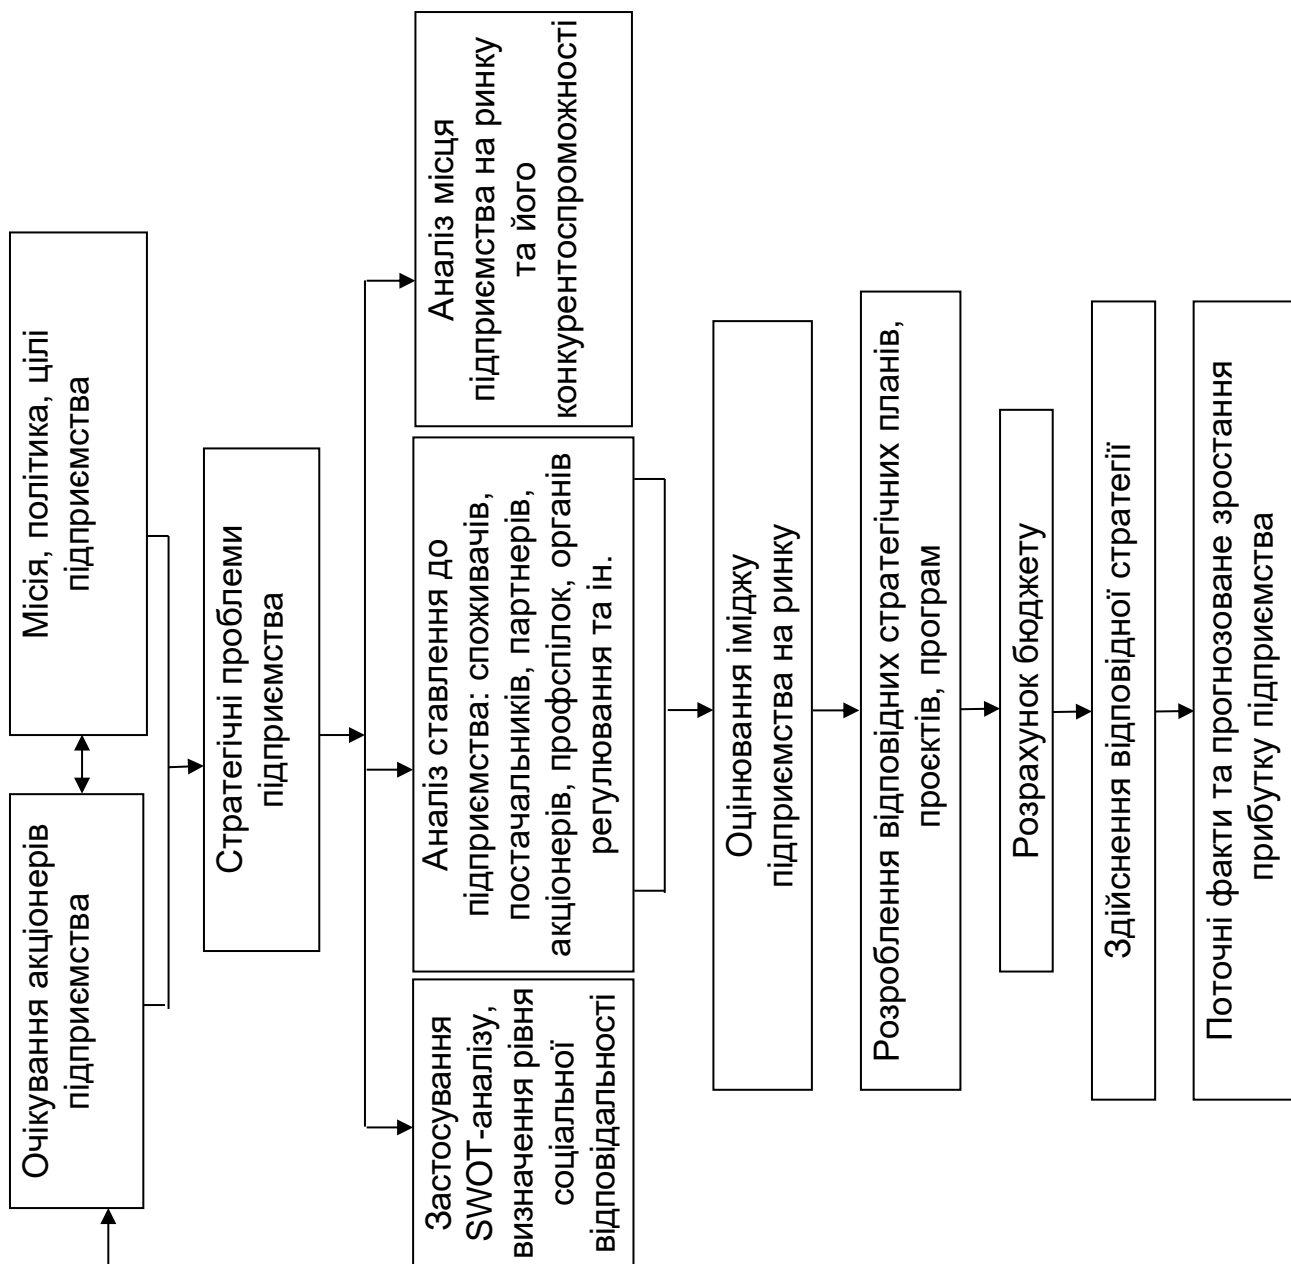 Очікування акціонерів
підприємства
Місія, політика, цілі
підприємства
Стратегічні проблеми
підприємства
Застосування
SWOT-аналізу,
визначення рівня
соціальної
відповідальності
Аналіз ставлення до
підприємства: споживачів,
постачальників, партнерів,
акціонерів, профспілок, органів
регулювання та ін.
Аналіз місця
підприємства на ринку
та його
конкурентоспроможності
Оцінювання іміджу
підприємства на ринку
Розроблення відповідних стратегічних планів,
проєктів, програм
Розрахунок бюджету
Здійснення відповідної стратегії
Поточні факти та прогнозоване зростання
прибутку підприємства